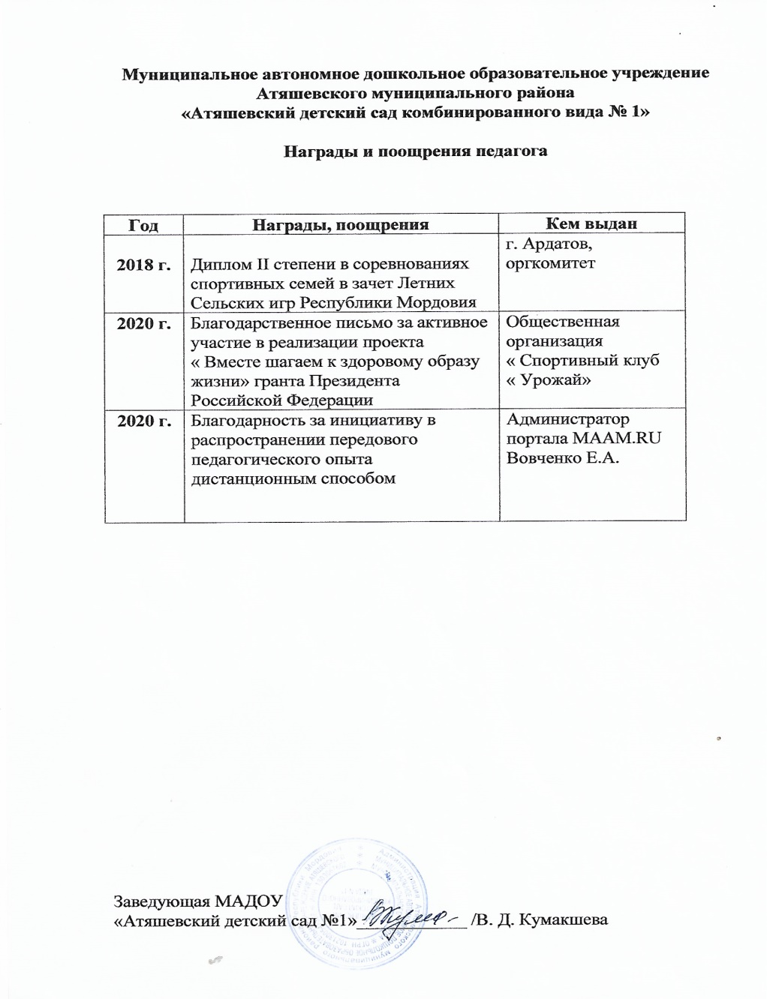 Муниципальное автономное дошкольное образовательное учреждение
Атяшевского муниципального района
«Атяшевский детский сад комбинированного вида № 1»
Награды и поощрения педагога
Год
Награды, поощрения
Кем выдан
2018 г.
Диплом II степени в соревнованиях
спортивных семей в зачет Летних
Сельских игр Республики Мордовия
г. Ардатов,
оргкомитет
2020 г.
Благодарственное письмо за активное
участие в реализации проекта
« Вместе шагаем к здоровому образу
жизни» гранта Президента
Российской Федерации
Общественная
организация
« Спортивный клуб
« Урожай»
2020 г.
Благодарность за инициативу в
распространении передового
педагогического опыта
дистанционным способом
Администратор
портала MAAM.RU
Вовченко Е.А.
Заведующая МАДОУ
«Атяшевский детский сад №1»____________ /В. Д. Кумакшева